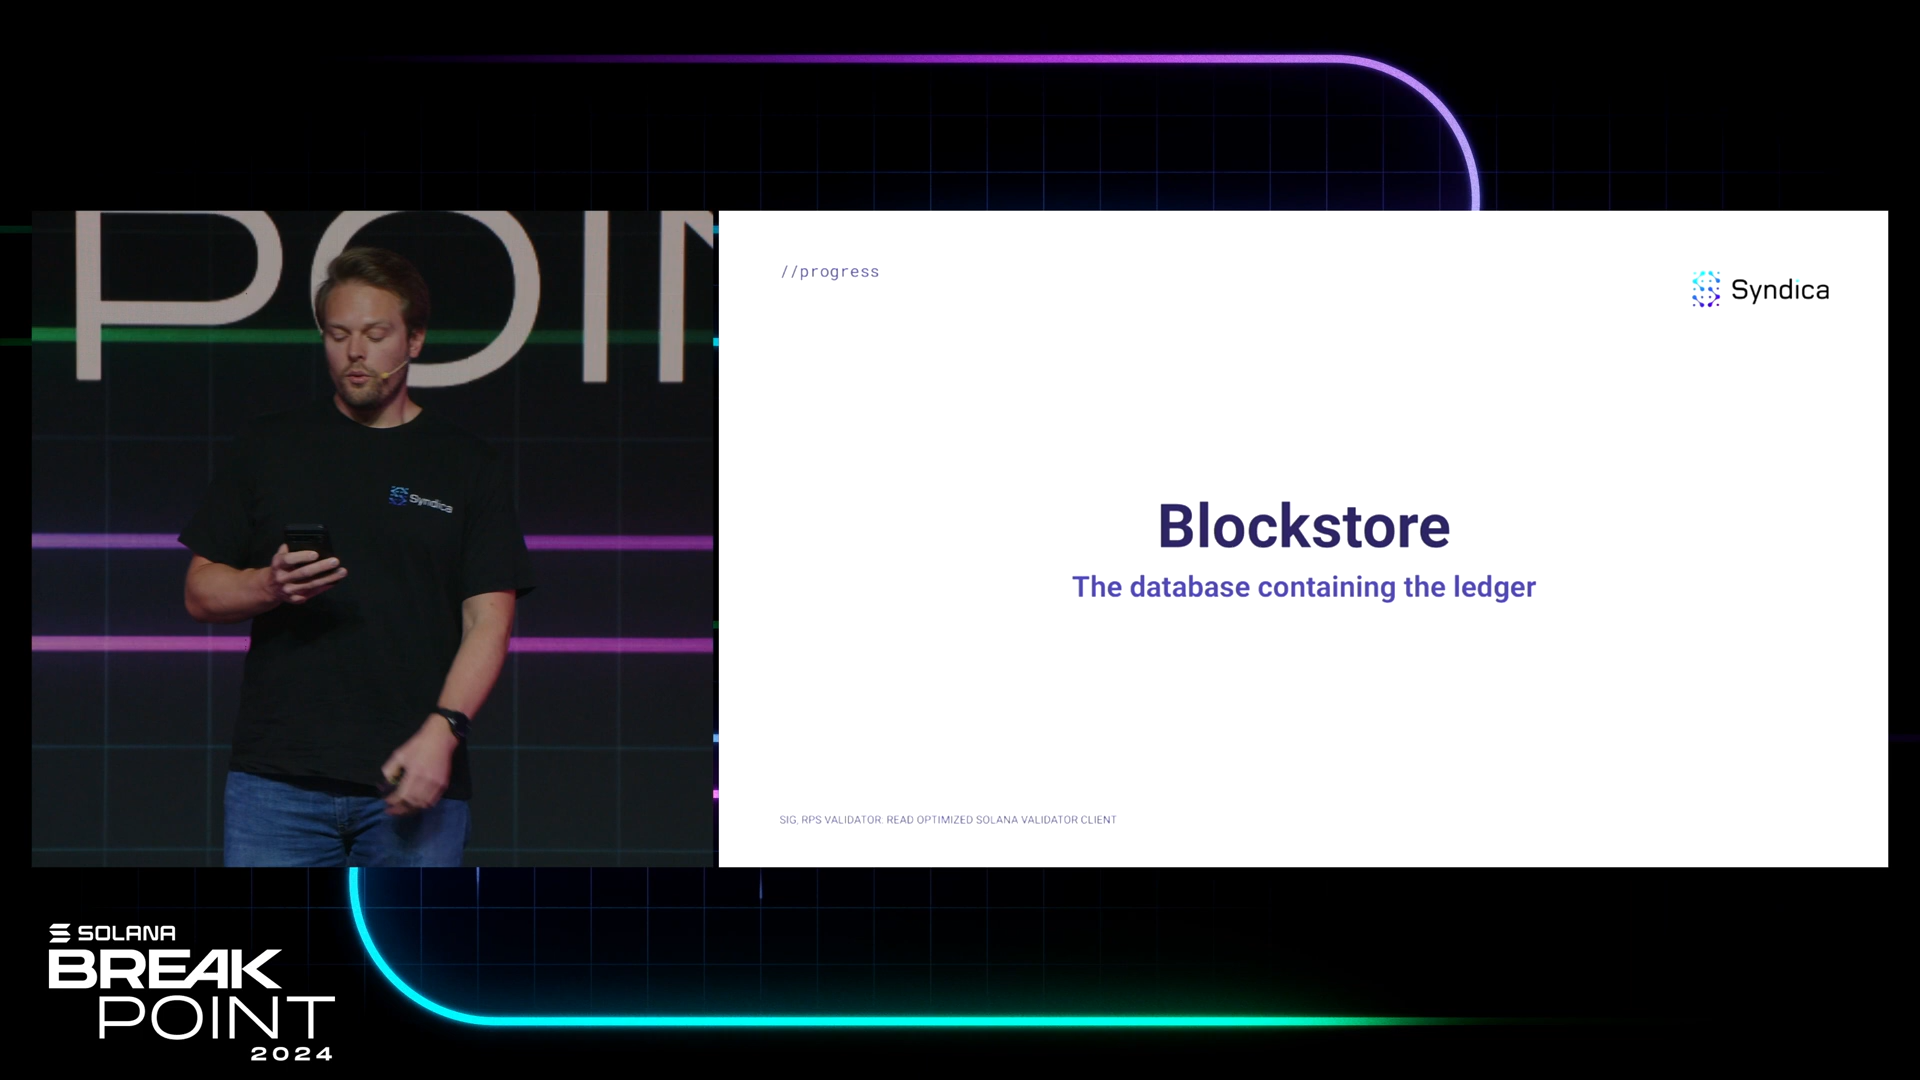 POIN
Syndica
//progress
Syndica
Blockstore
The database containing the ledger
SIG, RPS VALIDATOR: READ OPTIMIZED SOLANA VALIDATOR CLIENT
SOLANA
BREAK
POINT
2024